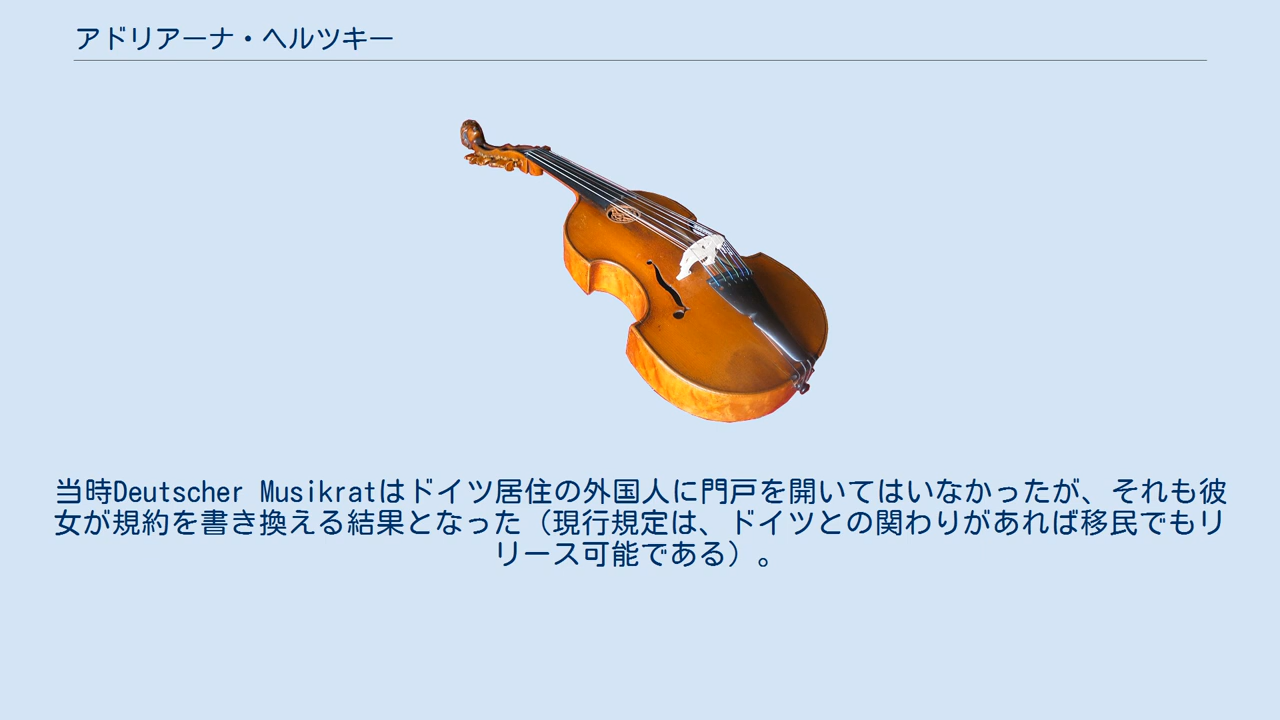 アドリアーナ・ヘルツキー
当時Deutscher Musikratはドイツ居住の外国人に門戸を開いてはいなかったが、それも彼
女が規約を書き換える結果となった（現行規定は、ドイツとの関わりがあれば移民でもリ
リース可能である）。